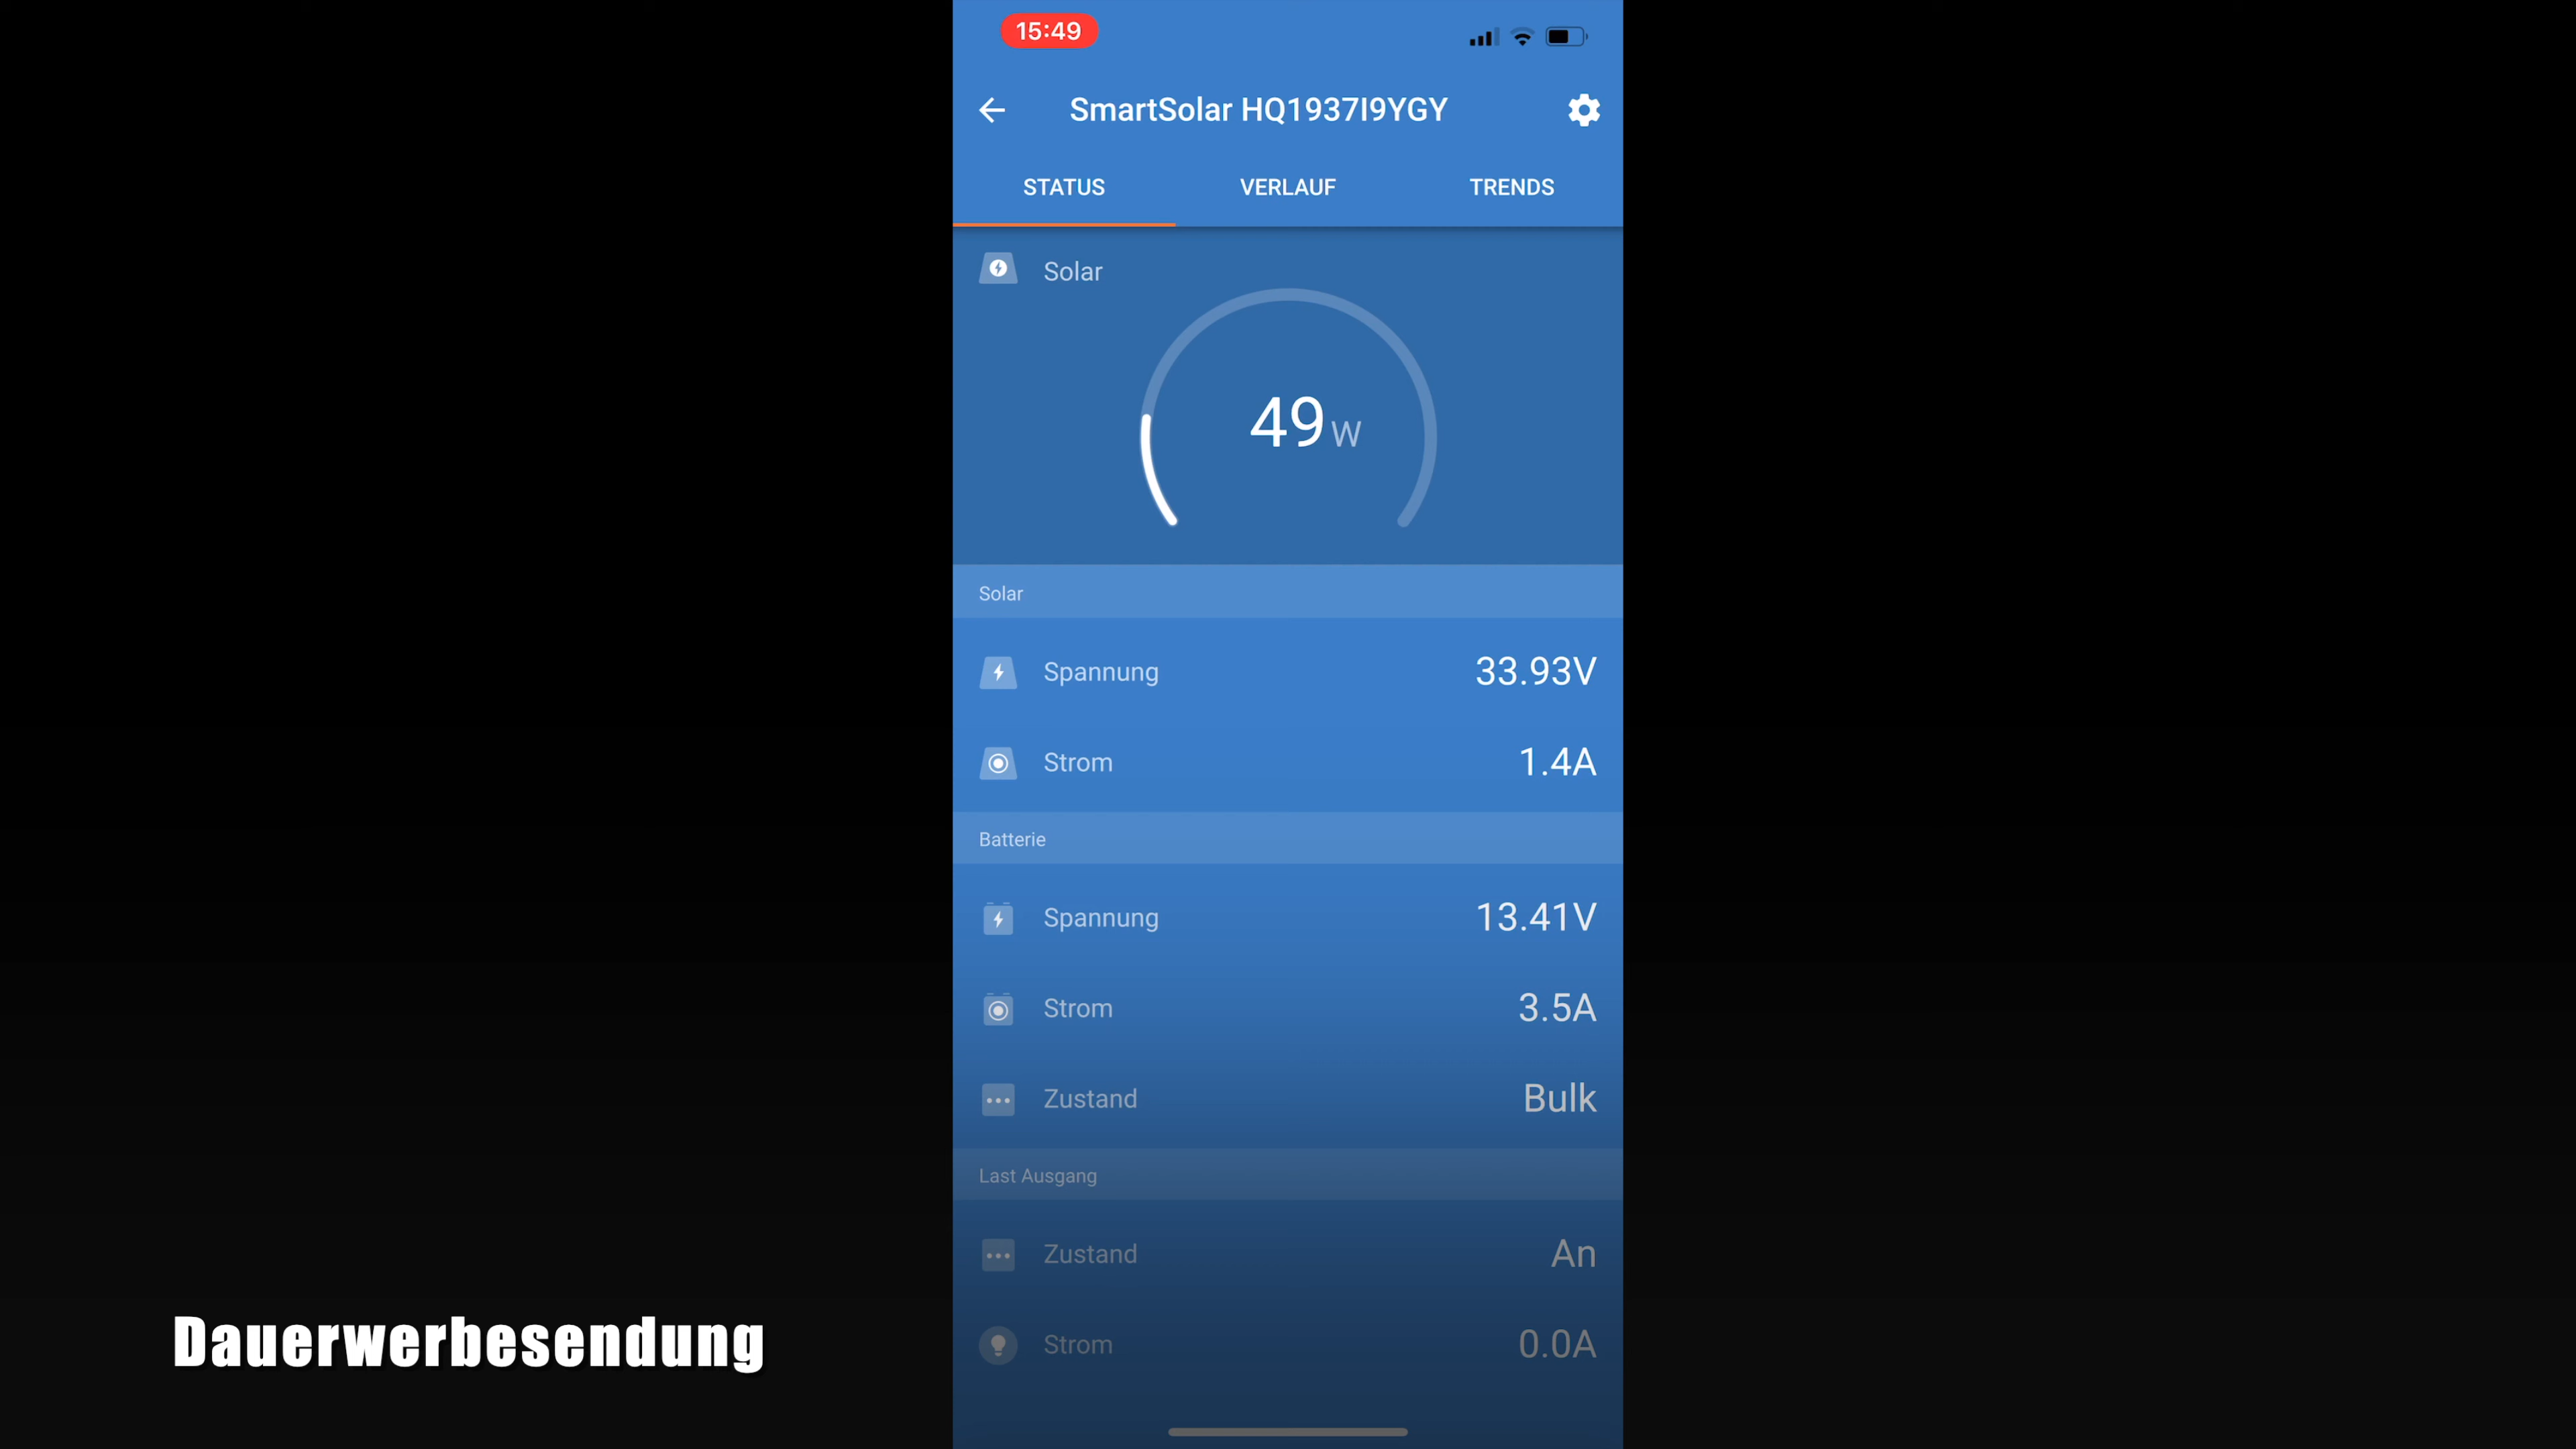 15:49
SmartSolar HQ1937I9YGY
STATUS VERLAUF TRENDS
Solar
49W
Solar
Spannung 33.93V
Strom 1.4A
Batterie
Spannung 13.41V
Strom 3.5A
Zustand Bulk
Last Ausgang
Zustand An
Strom 0.0A
Dauerwerbesendung